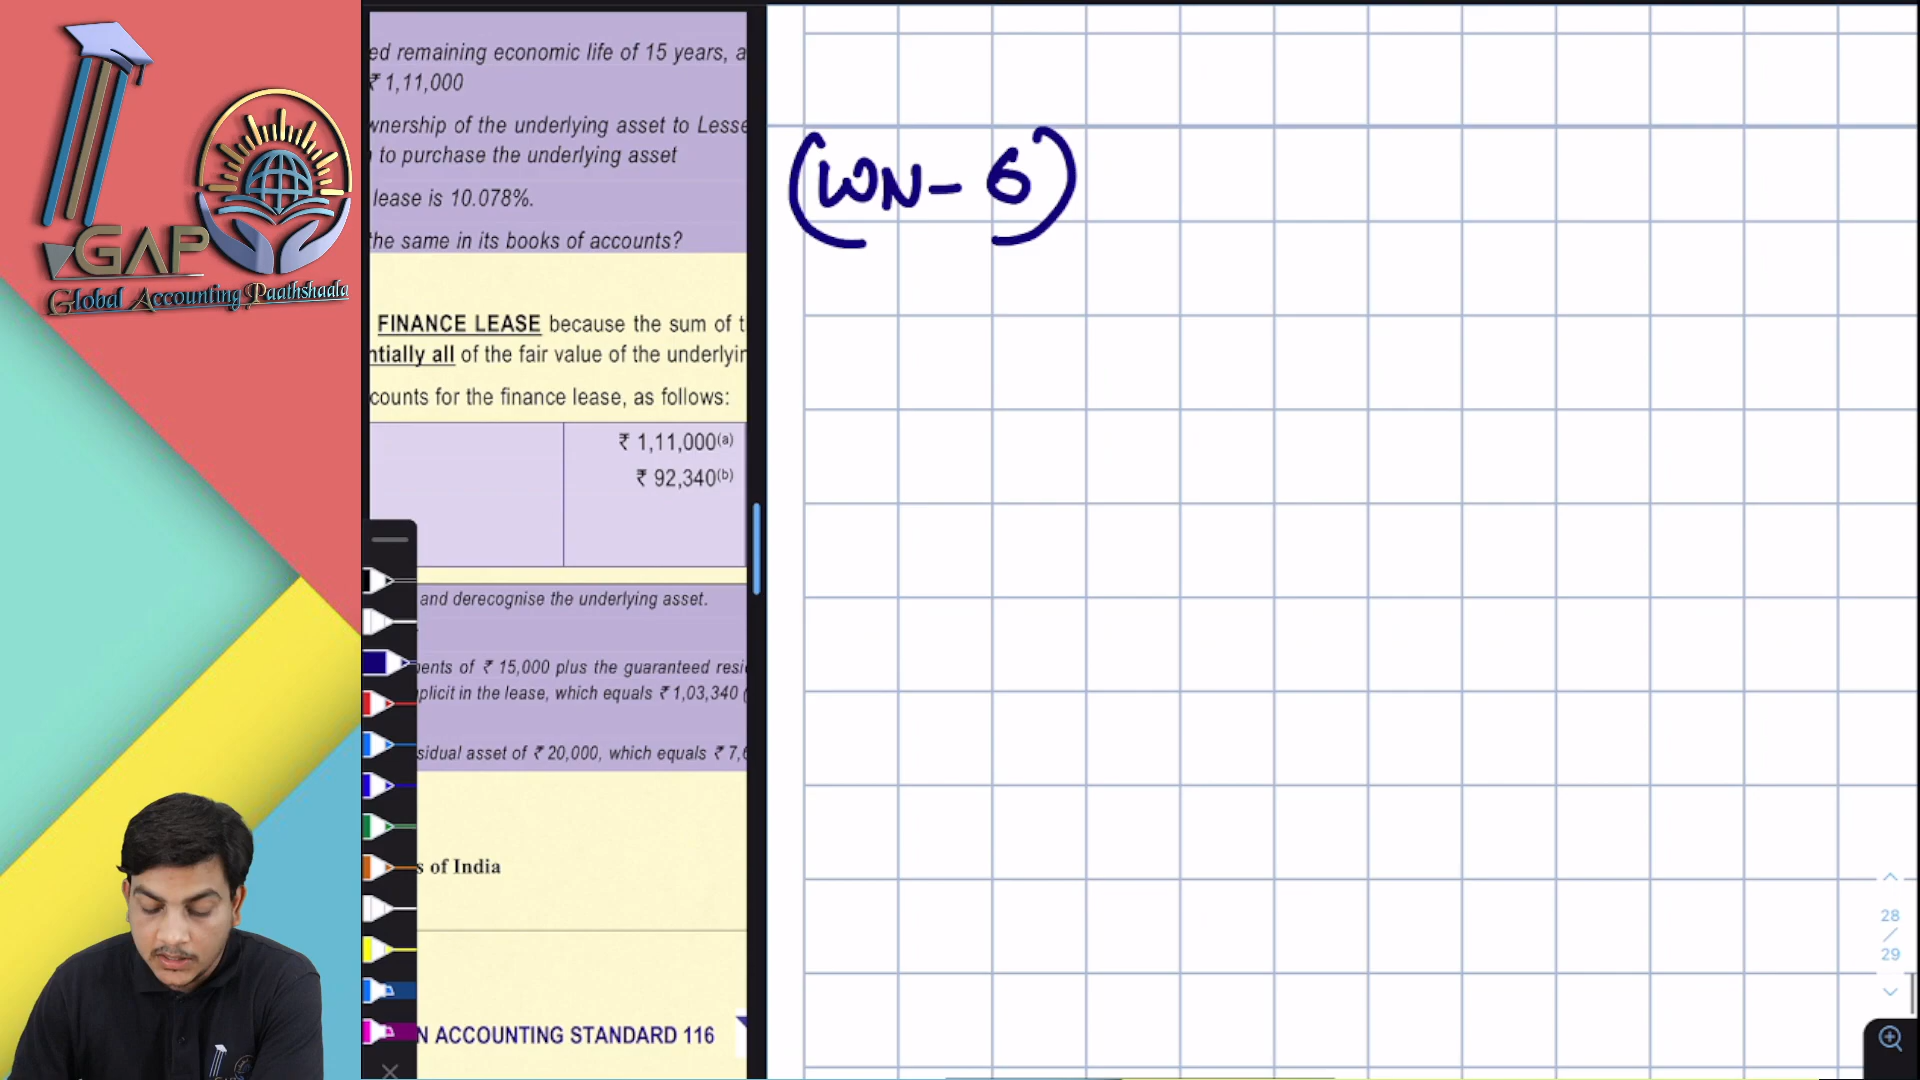 GAP
Global Accounting Paathshaala
ed remaining economic life of 15 years, a
₹ 1,11,000
wnership of the underlying asset to Lesse
to purchase the underlying asset
lease is 10.078%.
the same in its books of accounts?
FINANCE LEASE because the sum of t
ntially all of the fair value of the underlyin
counts for the finance lease, as follows:
₹ 1,11,000(a)
₹ 92,340(b)
and derecognise the underlying asset.
ents of ₹ 15,000 plus the guaranteed resi
plicit in the lease, which equals ₹ 1,03,340 (
sidual asset of ₹ 20,000, which equals ₹ 7,6
s of India
N ACCOUNTING STANDARD 116
(WN - 6)
28
/
29
GAP